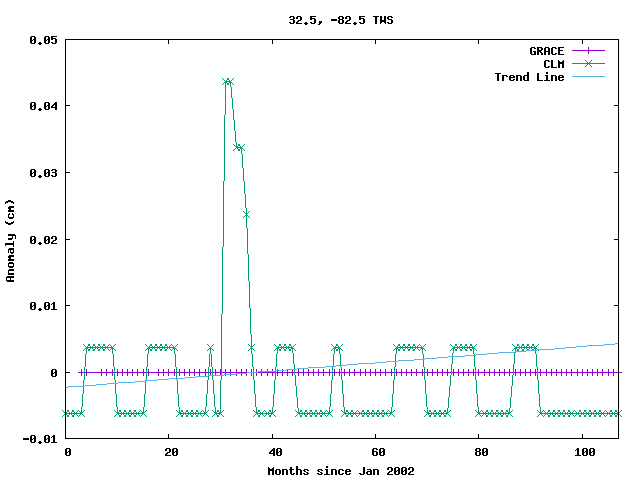 32.5, -82.5 TWS
GRACE
CLM
Trend Line
0.05
0.04
0.03
0.02
0.01
0
-0.01
Anomaly (cm)
0 20 40 60 80 100
Months since Jan 2002